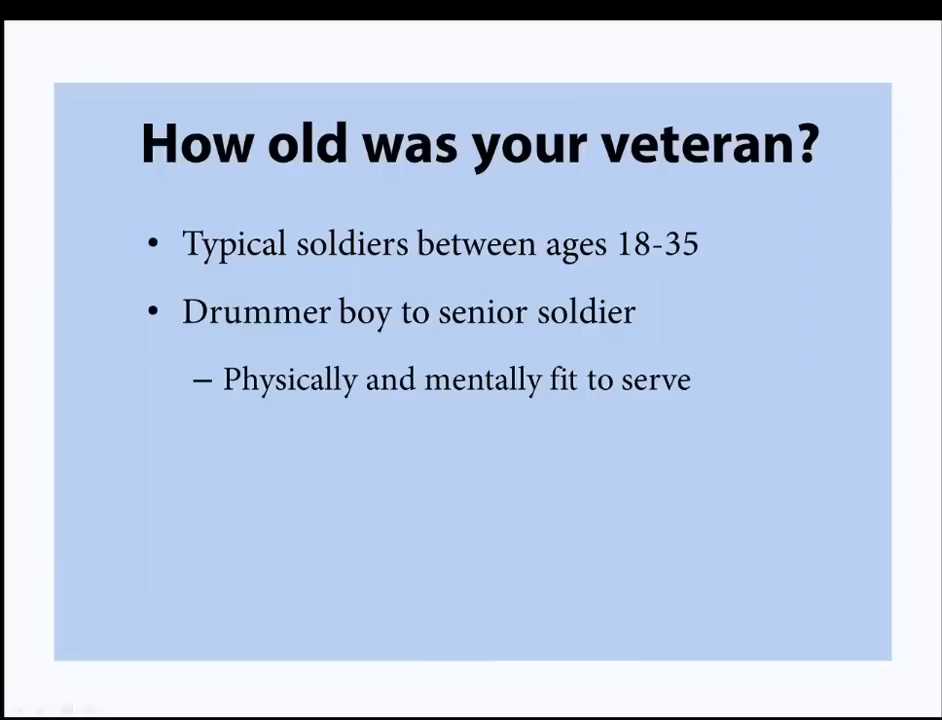 How old was your veteran?
• Typical soldiers between ages 18-35
• Drummer boy to senior soldier
– Physically and mentally fit to serve